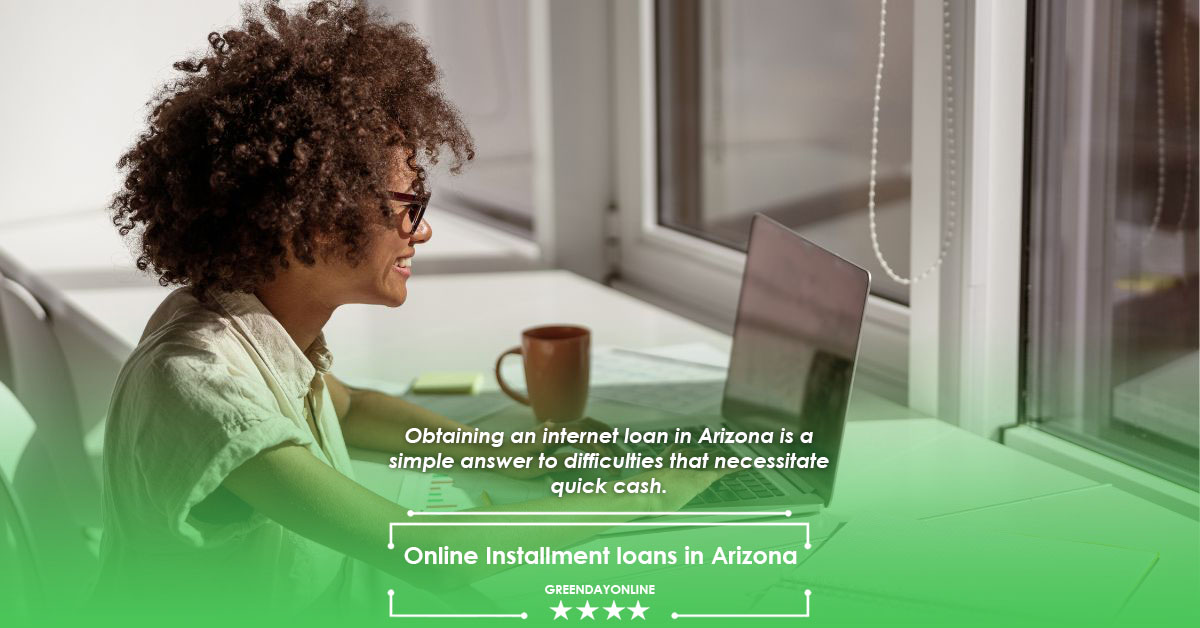 Obtaining an internet loan in Arizona is a
simple answer to difficulties that necessitate
quick cash.
Online Installment loans in Arizona
GREENDAYONLINE